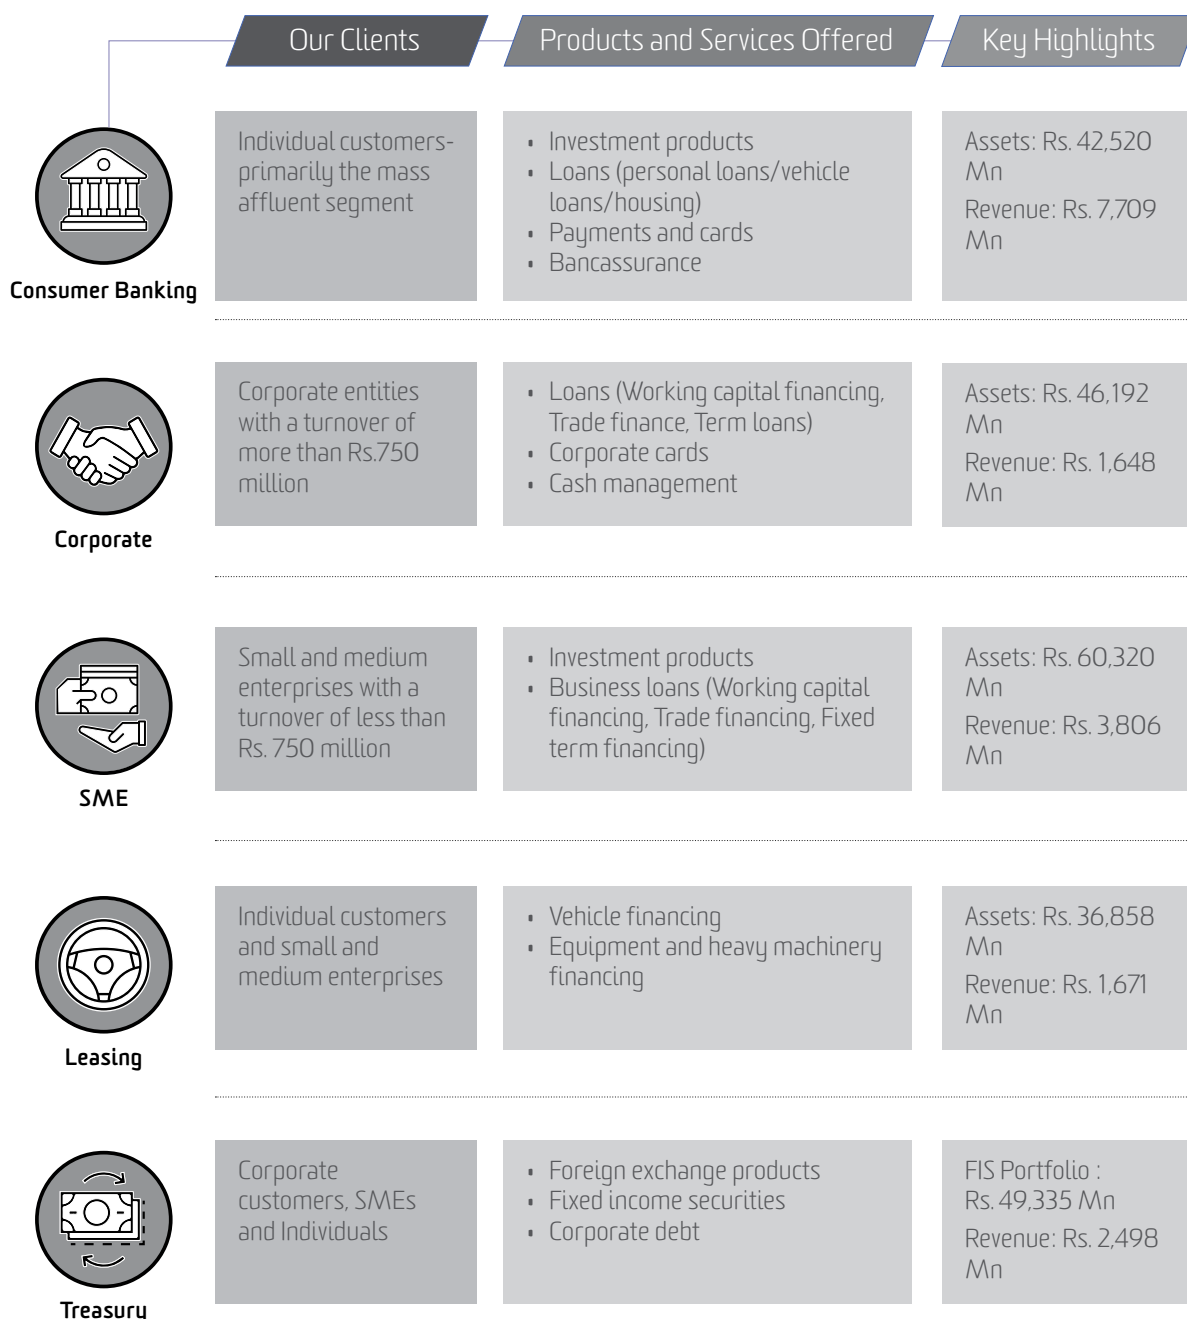 Our Clients
Products and Services Offered
Key Highlights
Consumer Banking
Individual customers-
primarily the mass
affluent segment
• Investment products
• Loans (personal loans/vehicle
loans/housing)
• Payments and cards
• Bancassurance
Assets: Rs. 42,520
Mn
Revenue: Rs. 7,709
Mn
Corporate
Corporate entities
with a turnover of
more than Rs.750
million
• Loans (Working capital financing,
Trade finance, Term loans)
• Corporate cards
• Cash management
Assets: Rs. 46,192
Mn
Revenue: Rs. 1,648
Mn
SME
Small and medium
enterprises with a
turnover of less than
Rs. 750 million
• Investment products
• Business loans (Working capital
financing, Trade financing, Fixed
term financing)
Assets: Rs. 60,320
Mn
Revenue: Rs. 3,806
Mn
Leasing
Individual customers
and small and
medium enterprises
• Vehicle financing
• Equipment and heavy machinery
financing
Assets: Rs. 36,858
Mn
Revenue: Rs. 1,671
Mn
Treasury
Corporate
customers, SMEs
and Individuals
• Foreign exchange products
• Fixed income securities
• Corporate debt
FIS Portfolio :
Rs. 49,335 Mn
Revenue: Rs. 2,498
Mn